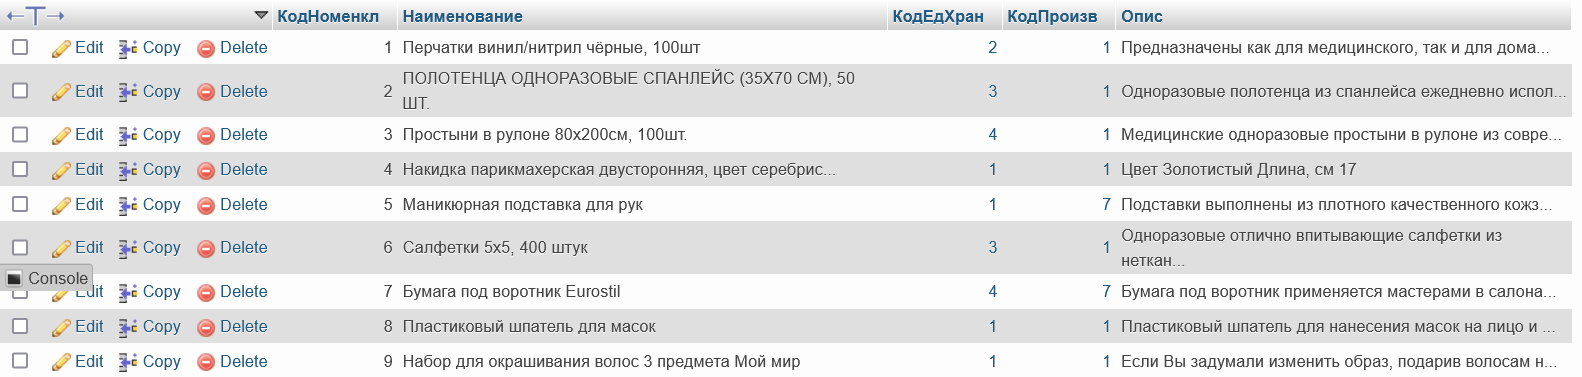 КодНоменкл Наименование КодЕдХран КодПроизв Опис
Edit Copy Delete 1 Перчатки винил/нитрил чёрные, 100шт 2 1 Предназначены как для медицинского, так и для дома...
Edit Copy Delete 2 ПОЛОТЕНЦА ОДНОРАЗОВЫЕ СПАНЛЕЙС (35Х70 СМ), 50 3 1 Одноразовые полотенца из спанлейса ежедневно испол...
ШТ.
Edit Copy Delete 3 Простыни в рулоне 80х200см, 100шт. 4 1 Медицинские одноразовые простыни в рулоне из совре...
Edit Copy Delete 4 Накидка парикмахерская двусторонняя, цвет серебрис... 1 1 Цвет Золотистый Длина, см 17
Edit Copy Delete 5 Маникюрная подставка для рук 1 7 Подставки выполнены из плотного качественного кожз...
Edit Copy Delete 6 Салфетки 5х5, 400 штук 3 1 Одноразовые отлично впитывающие салфетки из
неткан...
Console
Edit Copy Delete 7 Бумага под воротник Eurostil 4 7 Бумага под воротник применяется мастерами в салона...
Edit Copy Delete 8 Пластиковый шпатель для масок 1 1 Пластиковый шпатель для нанесения масок на лицо и ...
Edit Copy Delete 9 Набор для окрашивания волос 3 предмета Мой мир 1 1 Если Вы задумали изменить образ, подарив волосам н...